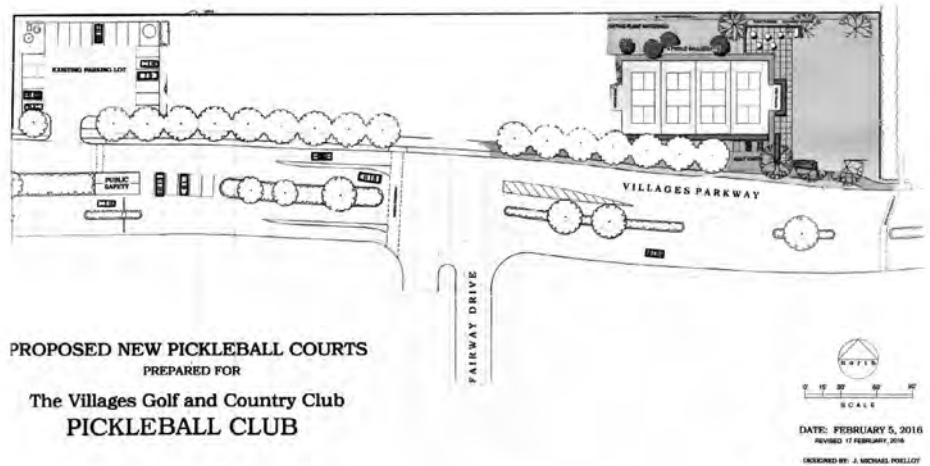 EXISTING PARKING LOT
PUBLIC
SAFETY
VILLAGES PARKWAY
FAIRWAY DRIVE
PROPOSED NEW PICKLEBALL COURTS
PREPARED FOR
The Villages Golf and Country Club
PICKLEBALL CLUB
north
SCALE
DATE: FEBRUARY 5, 2016
REVISED 17 FEBRUARY, 2016
DESIGNED BY: J. MICHAEL POELLOT